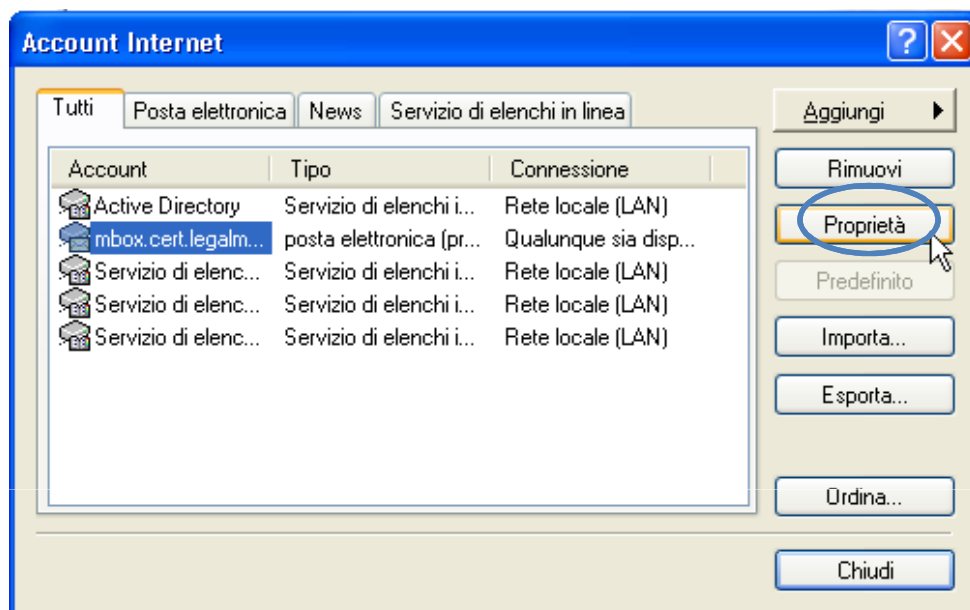 Account Internet
Tutti Posta elettronica News Servizio di elenchi in linea
Aggiungi
Account Tipo Connessione
Rimuovi
Active Directory Servizio di elenchi i... Rete locale (LAN)
Proprietà
mbox.cert.legalm... posta elettronica (pr... Qualunque sia disp...
Servizio di elenc... Servizio di elenchi i... Rete locale (LAN)
Predefinito
Servizio di elenc... Servizio di elenchi i... Rete locale (LAN)
Servizio di elenc... Servizio di elenchi i... Rete locale (LAN)
Importa...
Esporta...
Ordina...
Chiudi